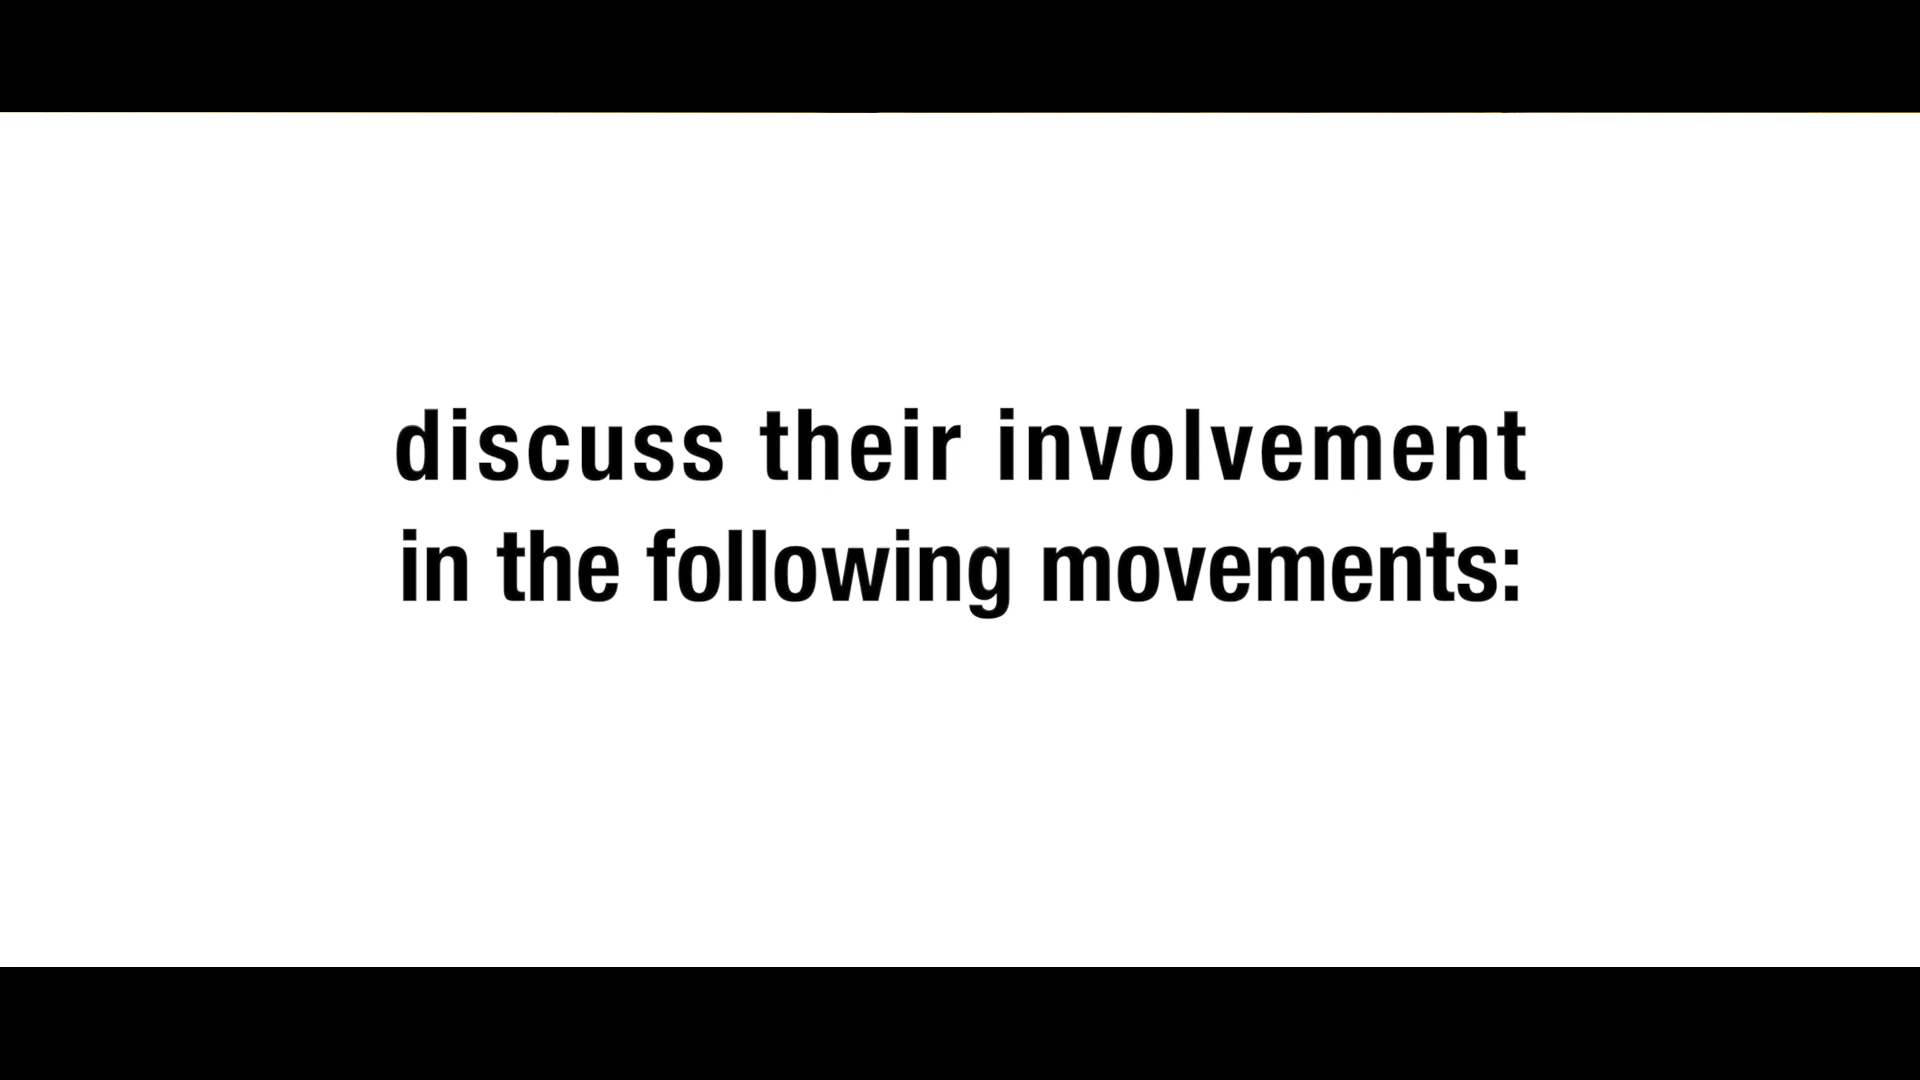 discuss their involvement
in the following movements: